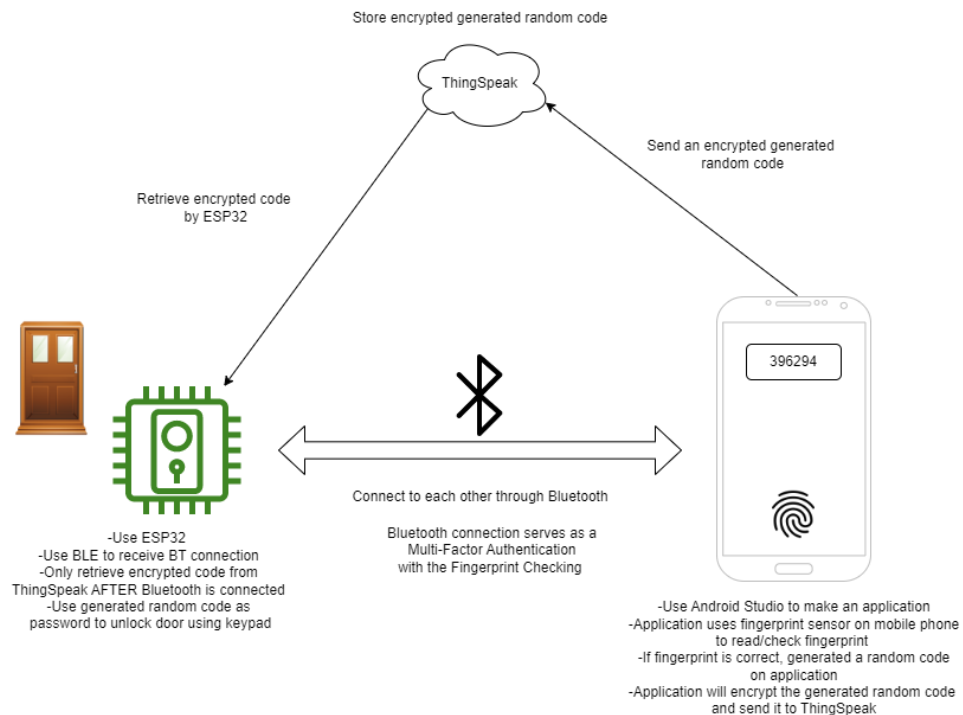 Store encrypted generated random code
ThingSpeak
Send an encrypted generated
random code
Retrieve encrypted code
by ESP32
396294
Connect to each other through Bluetooth
Bluetooth connection serves as a
Multi-Factor Authentication
with the Fingerprint Checking
-Use ESP32
-Use BLE to receive BT connection
-Only retrieve encrypted code from
ThingSpeak AFTER Bluetooth is connected
-Use generated random code as
password to unlock door using keypad
-Use Android Studio to make an application
-Application uses fingerprint sensor on mobile phone
to read/check fingerprint
-If fingerprint is correct, generated a random code
on application
-Application will encrypt the generated random code
and send it to ThingSpeak